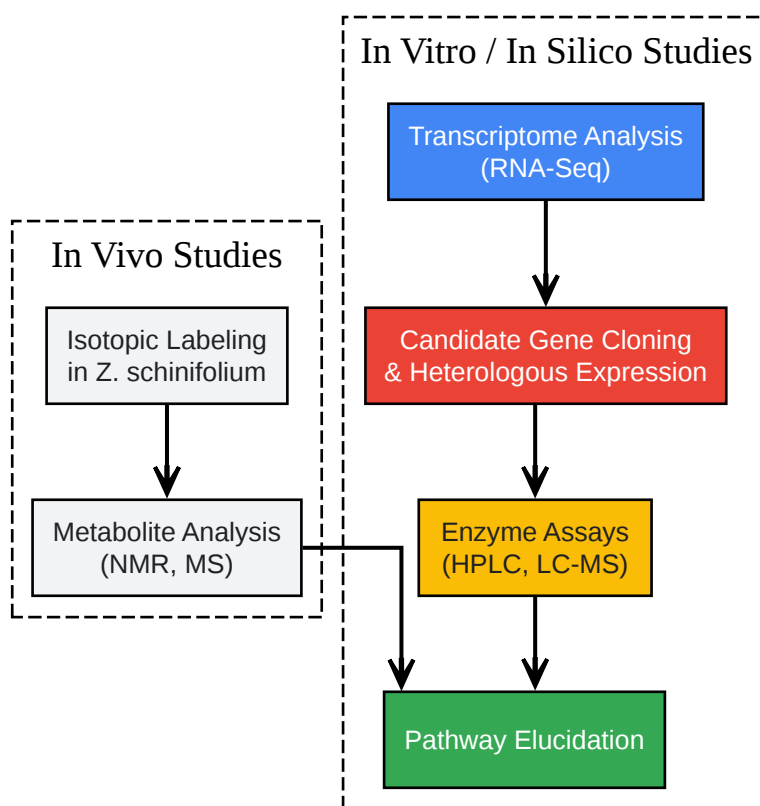 In Vitro / In Silico Studies
Transcriptome Analysis
(RNA-Seq)
In Vivo Studies
Isotopic Labeling
in Z. schinifolium
Candidate Gene Cloning
& Heterologous Expression
Metabolite Analysis
(NMR, MS)
Enzyme Assays
(HPLC, LC-MS)
Pathway Elucidation